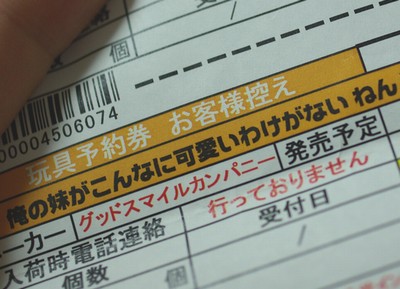 個
/
00004506074
玩具予約券 お客様控え
俺の妹がこんなに可愛いわけがない ねん
ーカー グッドスマイルカンパニー 発売予定
入荷時電話連絡 行っておりません
個数 個 受付日
/